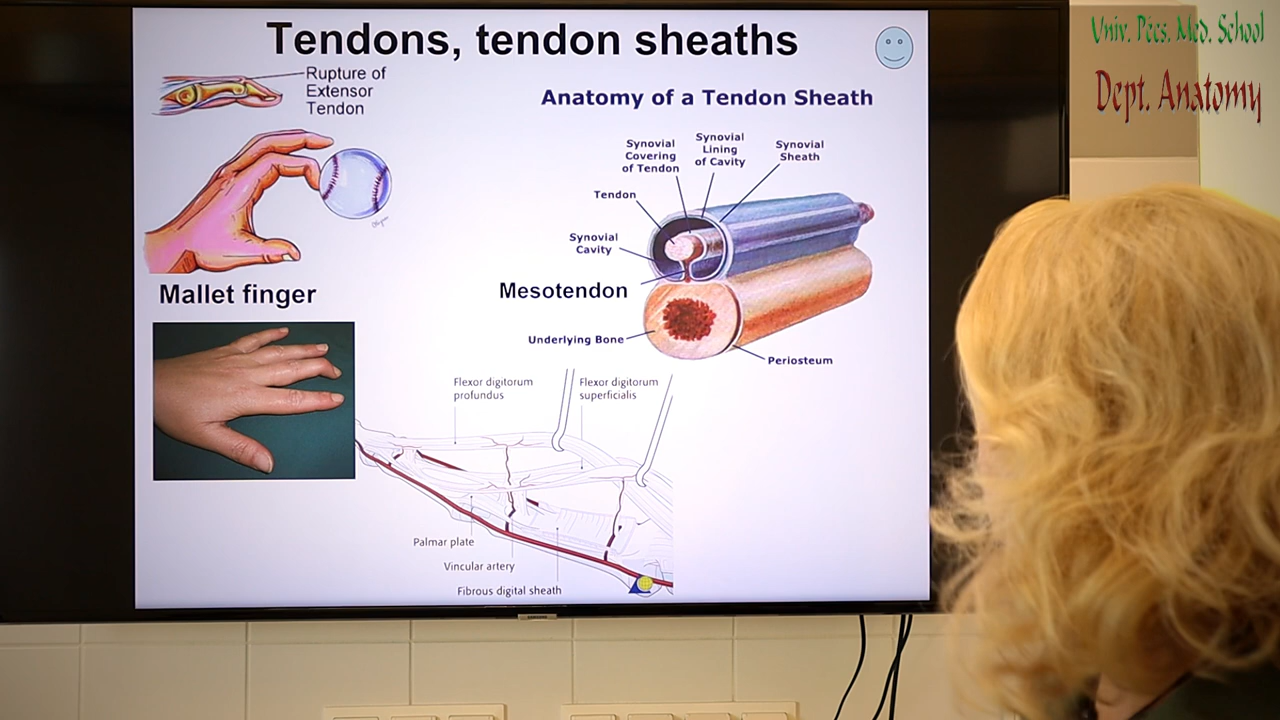 Tendons, tendon sheaths
Rupture of
Extensor
Tendon
Mallet finger
Anatomy of a Tendon Sheath
Synovial
Covering
of Tendon
Synovial
Lining
of Cavity
Synovial
Sheath
Tendon
Synovial
Cavity
Mesotendon
Underlying Bone
Periosteum
Flexor digitorum
profundus
Flexor digitorum
superficialis
Palmar plate
Vincular artery
Fibrous digital sheath
Univ. Pécs. Med. School
Dept. Anatomy
SAMSUNG